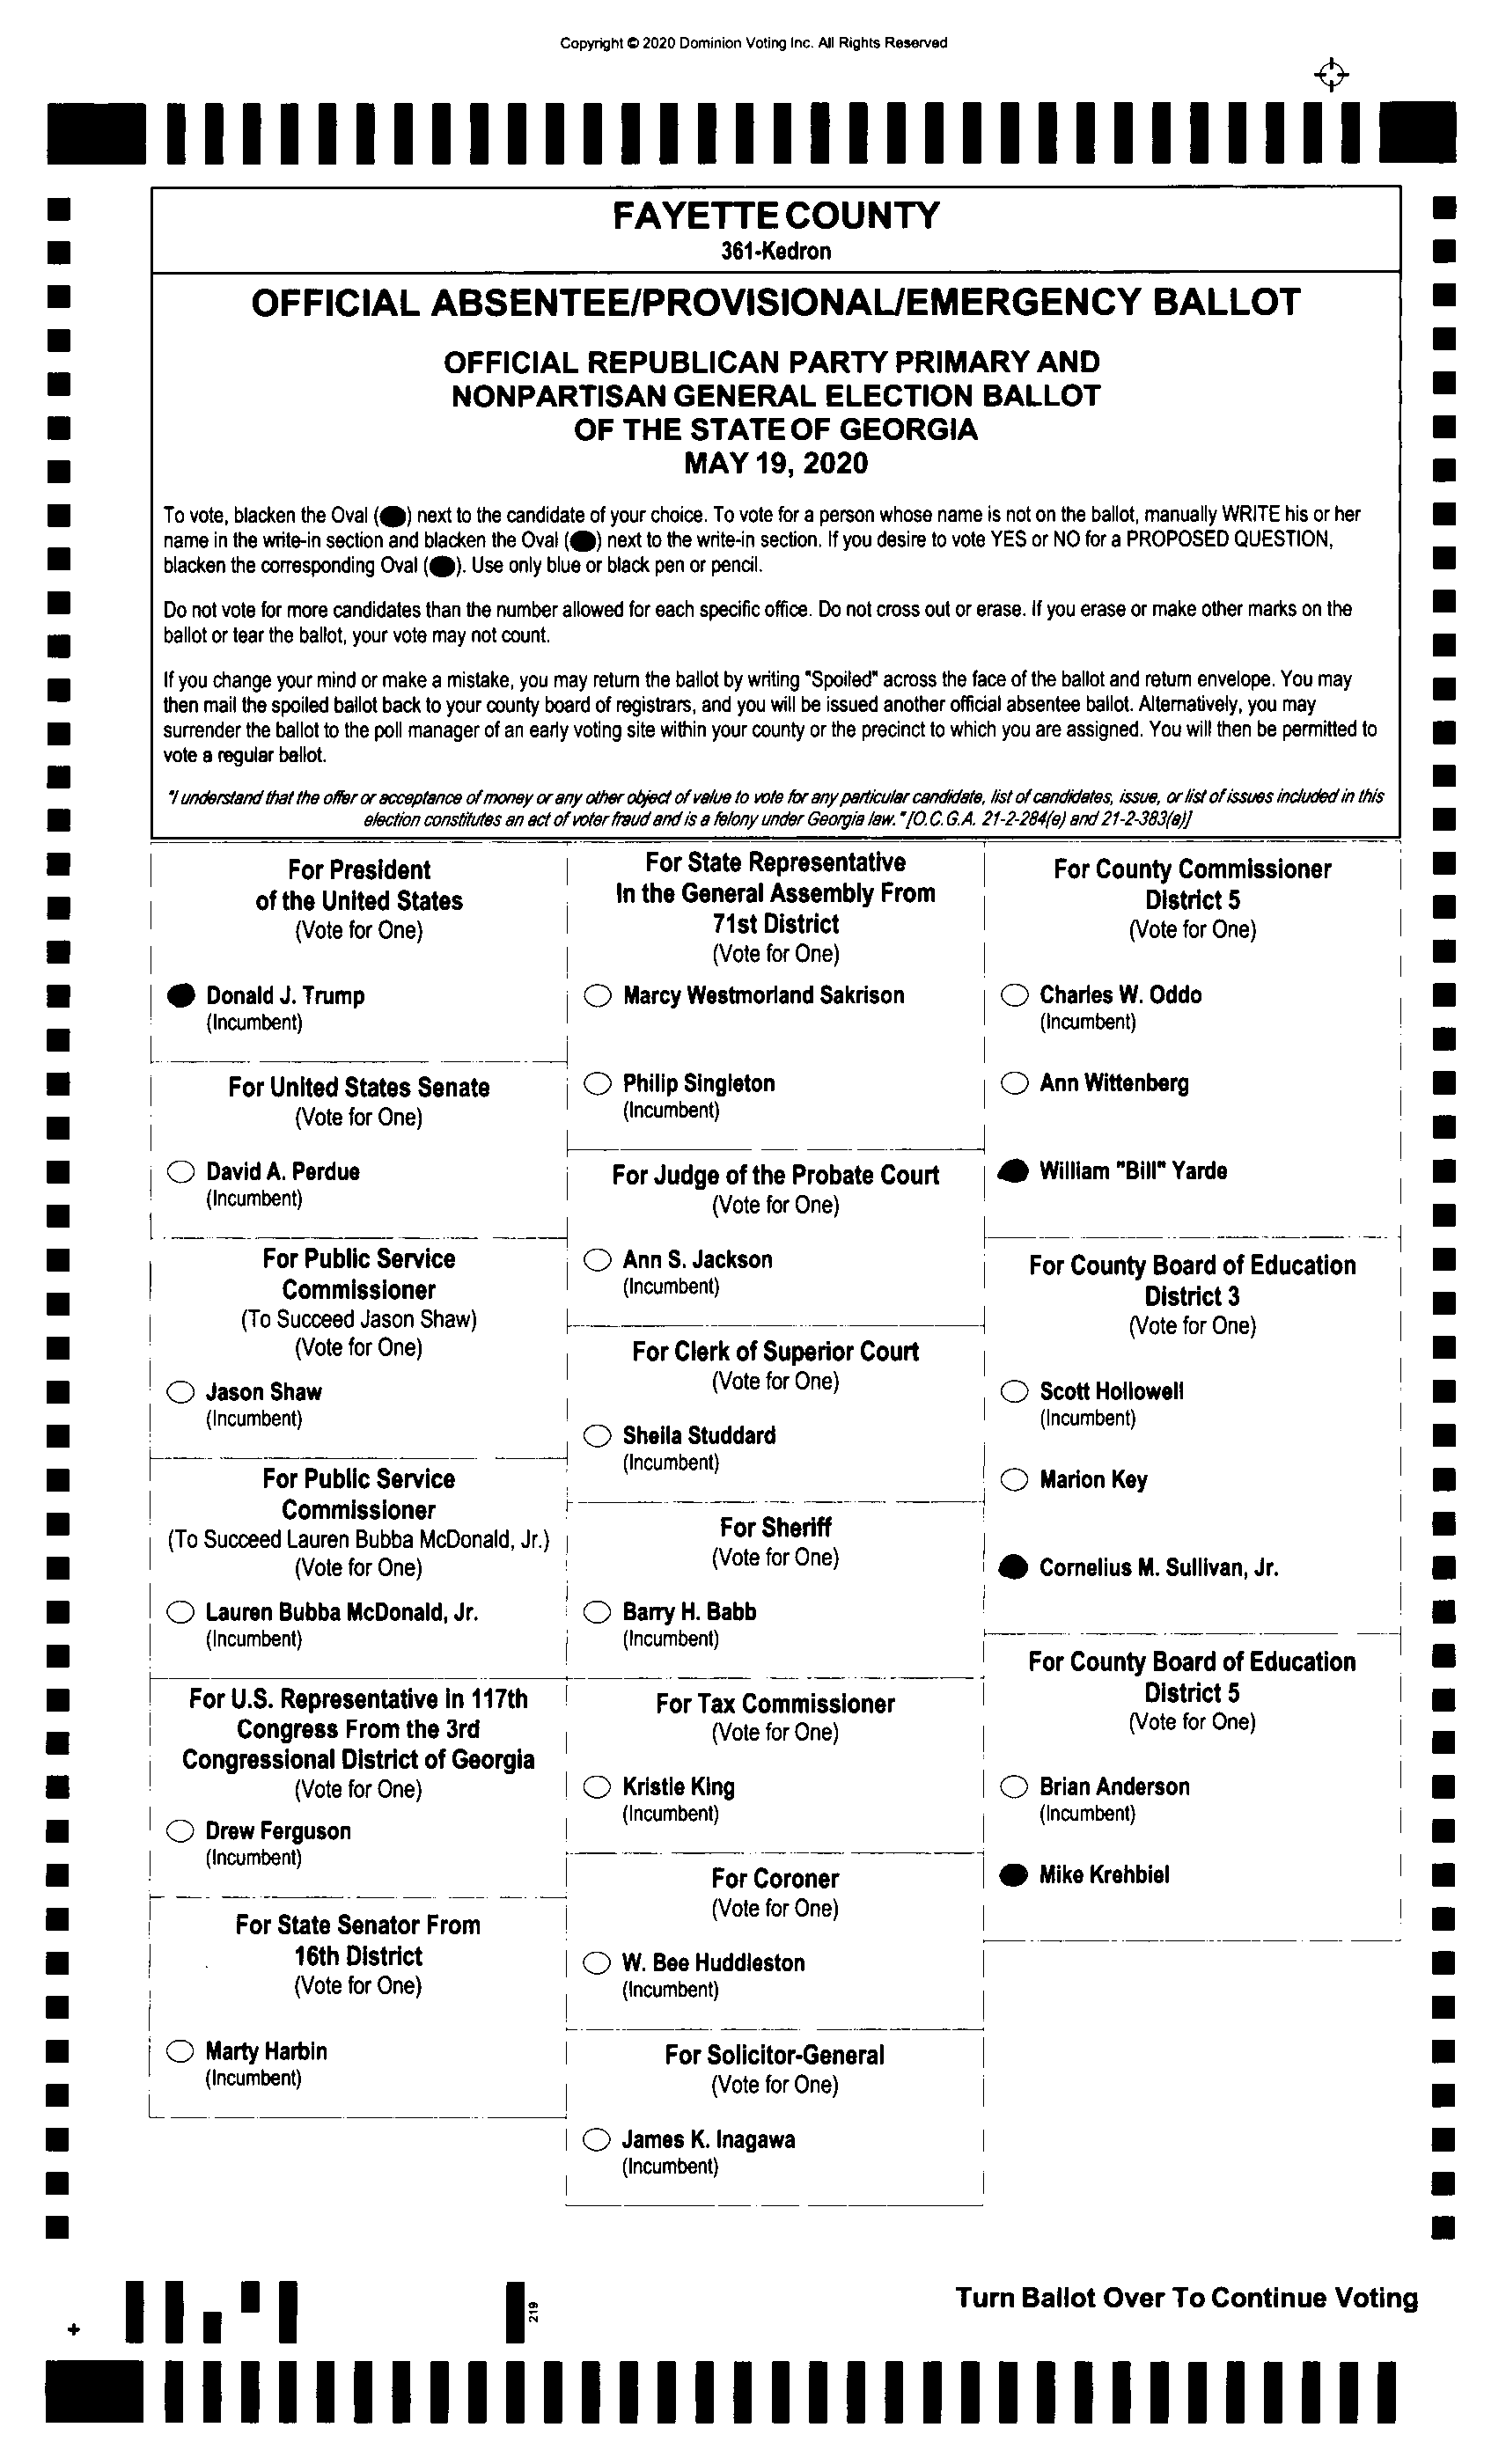 Copyright © 2020 Dominion Voting Inc. All Rights Reserved
FAYETTE COUNTY
361-Kedron
OFFICIAL ABSENTEE/PROVISIONAL/EMERGENCY BALLOT
OFFICIAL REPUBLICAN PARTY PRIMARY AND
NONPARTISAN GENERAL ELECTION BALLOT
OF THE STATE OF GEORGIA
MAY 19, 2020
To vote, blacken the Oval (⬬) next to the candidate of your choice. To vote for a person whose name is not on the ballot, manually WRITE his or her
name in the write-in section and blacken the Oval (⬬) next to the write-in section. If you desire to vote YES or NO for a PROPOSED QUESTION,
blacken the corresponding Oval (⬬). Use only blue or black pen or pencil.
Do not vote for more candidates than the number allowed for each specific office. Do not cross out or erase. If you erase or make other marks on the
ballot or tear the ballot, your vote may not count.
If you change your mind or make a mistake, you may return the ballot by writing "Spoiled" across the face of the ballot and return envelope. You may
then mail the spoiled ballot back to your county board of registrars, and you will be issued another official absentee ballot. Alternatively, you may
surrender the ballot to the poll manager of an early voting site within your county or the precinct to which you are assigned. You will then be permitted to
vote a regular ballot.
"I understand that the offer or acceptance of money or any other object of value to vote for any particular candidate, list of candidates, issue, or list of issues included in this
election constitutes an act of voter fraud and is a felony under Georgia law." [O.C.G.A. 21-2-284(e) and 21-2-383(a)]
For President
of the United States
(Vote for One)
Donald J. Trump
(Incumbent)
For United States Senate
(Vote for One)
David A. Perdue
(Incumbent)
For Public Service
Commissioner
(To Succeed Jason Shaw)
(Vote for One)
Jason Shaw
(Incumbent)
For Public Service
Commissioner
(To Succeed Lauren Bubba McDonald, Jr.)
(Vote for One)
Lauren Bubba McDonald, Jr.
(Incumbent)
For U.S. Representative in 117th
Congress From the 3rd
Congressional District of Georgia
(Vote for One)
Drew Ferguson
(Incumbent)
For State Senator From
16th District
(Vote for One)
Marty Harbin
(Incumbent)
For State Representative
In the General Assembly From
71st District
(Vote for One)
Marcy Westmorland Sakrison
Philip Singleton
(Incumbent)
For Judge of the Probate Court
(Vote for One)
Ann S. Jackson
(Incumbent)
For Clerk of Superior Court
(Vote for One)
Sheila Studdard
(Incumbent)
For Sheriff
(Vote for One)
Barry H. Babb
(Incumbent)
For Tax Commissioner
(Vote for One)
Kristie King
(Incumbent)
For Coroner
(Vote for One)
W. Bee Huddleston
(Incumbent)
For Solicitor-General
(Vote for One)
James K. Inagawa
(Incumbent)
For County Commissioner
District 5
(Vote for One)
Charles W. Oddo
(Incumbent)
Ann Wittenberg
William "Bill" Yarde
For County Board of Education
District 3
(Vote for One)
Scott Hollowell
(Incumbent)
Marion Key
Cornelius M. Sullivan, Jr.
For County Board of Education
District 5
(Vote for One)
Brian Anderson
(Incumbent)
Mike Krehbiel
219
Turn Ballot Over To Continue Voting